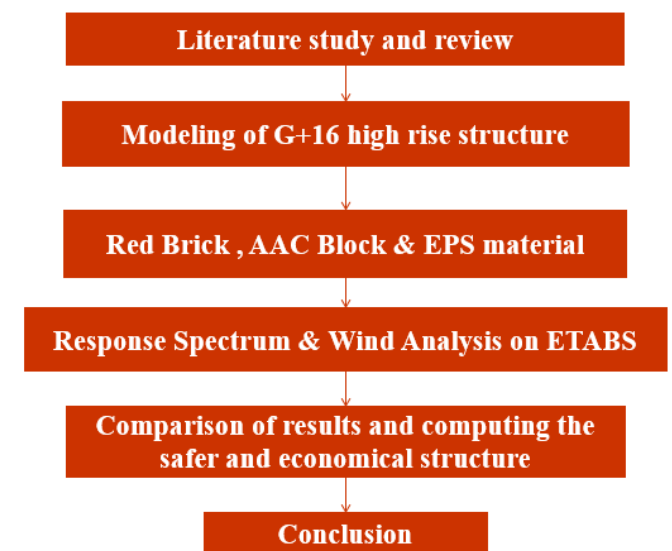 Literature study and review
Modeling of G+16 high rise structure
Red Brick , AAC Block & EPS material
Response Spectrum & Wind Analysis on ETABS
Comparison of results and computing the
safer and economical structure
Conclusion